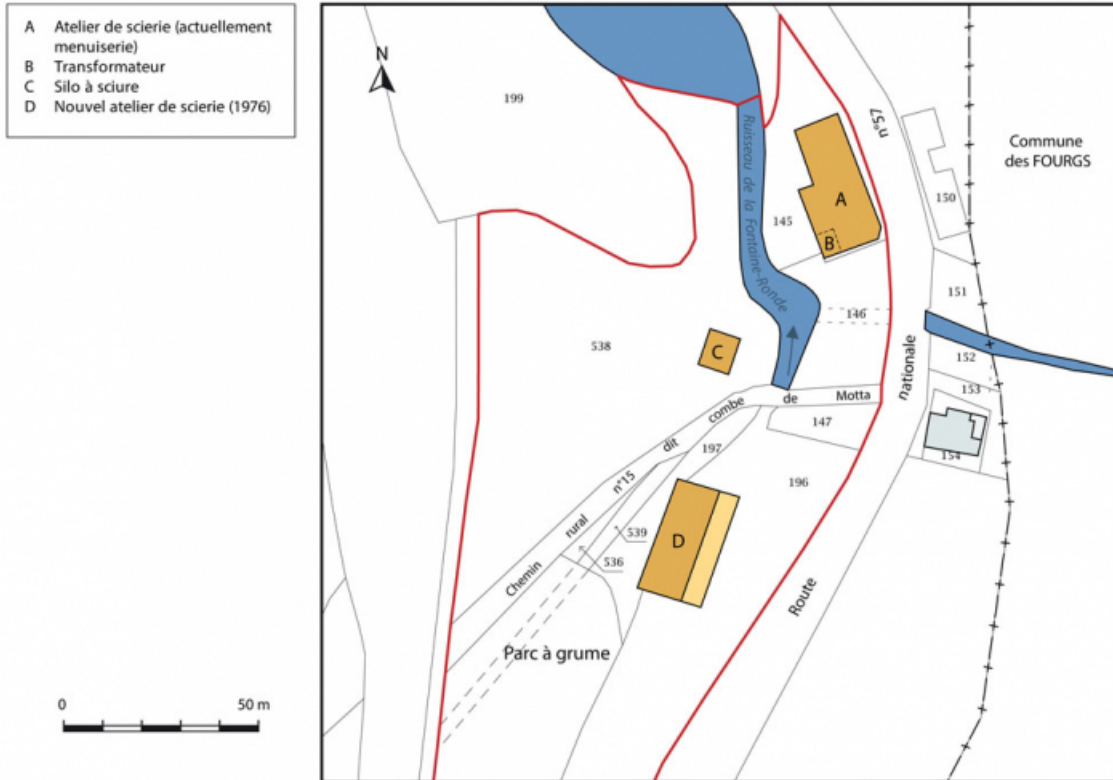 A Atelier de scierie (actuellement
menuiserie)
B Transformateur
C Silo à sciure
D Nouvel atelier de scierie (1976)
N
199
n°57
Commune
des FOURGS
150
Ruisseau de la Fontaine-Ronde
145
A
B
151
146
538
C
152
nationale
153
Chemin rural n°15 dit combe de Motta
147
197
154
196
D
539
536
Route
Parc à grume
0 50 m